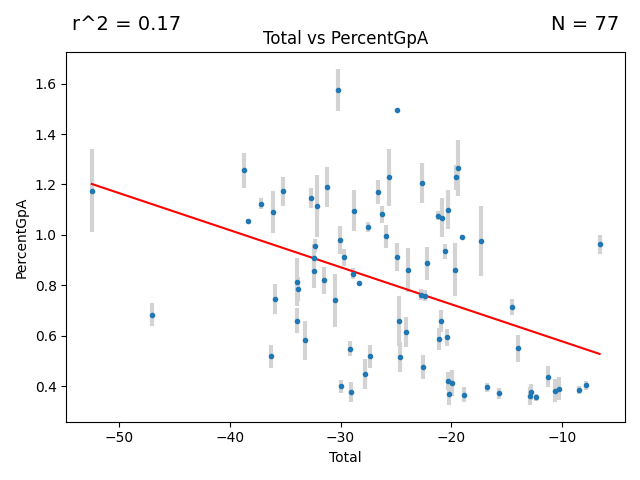 r^2 = 0.17
N = 77
Total vs PercentGpA
PercentGpA
1.6
1.4
1.2
1.0
0.8
0.6
0.4
−50
−40
−30
−20
−10
Total